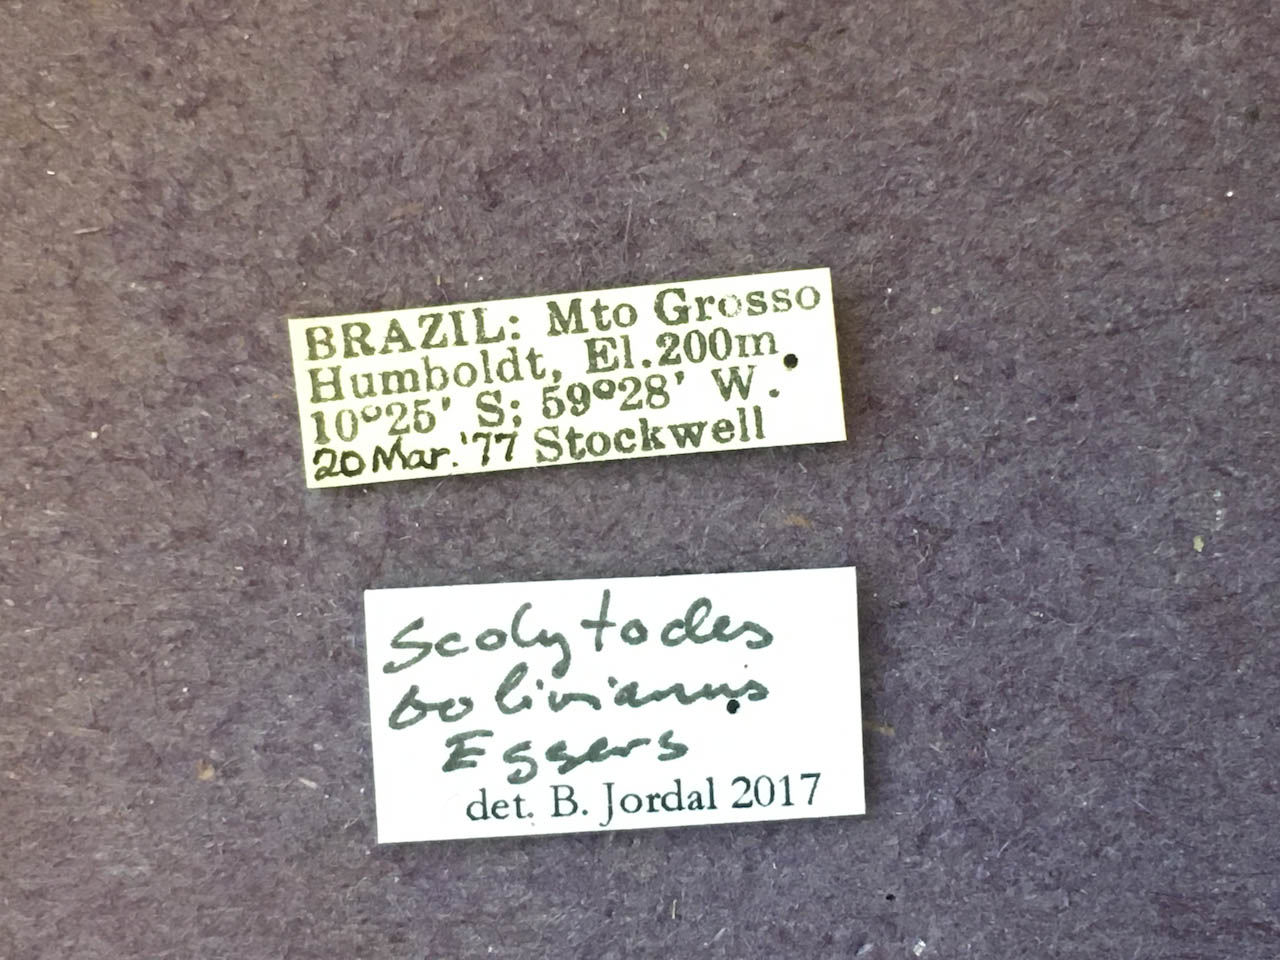 BRAZIL: Mto Grosso
Humboldt, El.200m.
10°25' S; 59°28' W.
20 Mar.'77 Stockwell
Scolytodes
bolivianus
Eggers
det. B. Jordal 2017